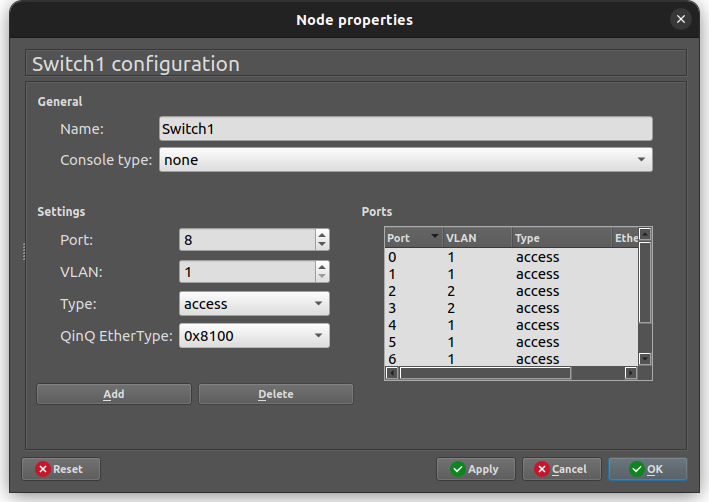 Node properties
Switch1 configuration
General
Name: Switch1
Console type: none
Settings
Port: 8
VLAN: 1
Type: access
QinQ EtherType: 0x8100
Add Delete
Ports
Port VLAN Type Ethe
0 1 access
1 1 access
2 2 access
3 2 access
4 1 access
5 1 access
6 1 access
Reset Apply Cancel OK